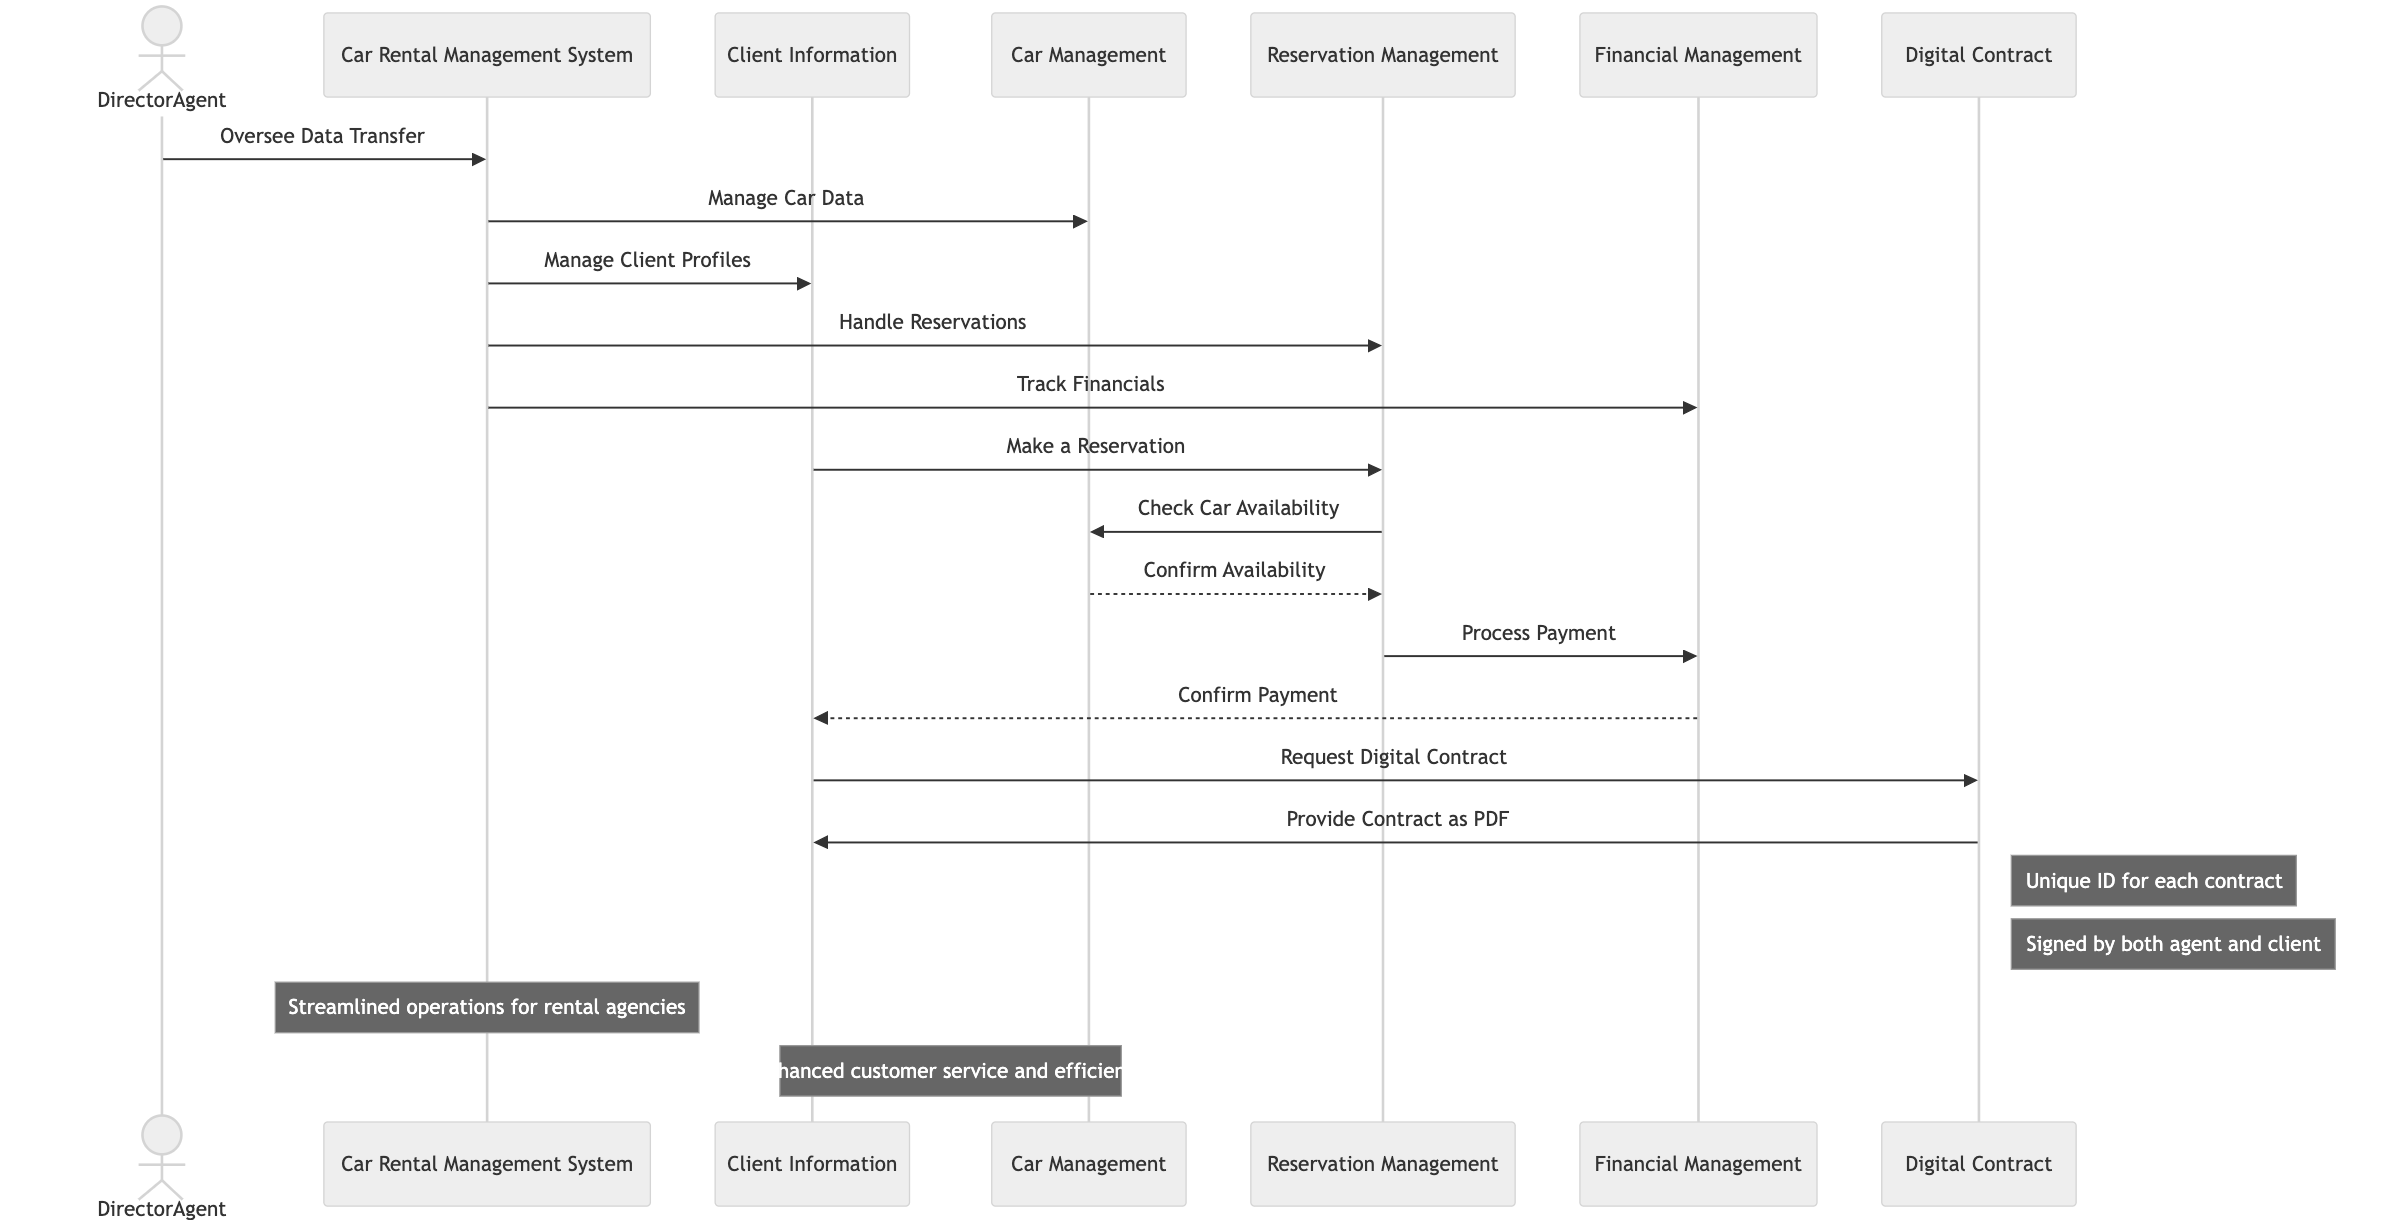 DirectorAgent
Car Rental Management System
Client Information
Car Management
Reservation Management
Financial Management
Digital Contract
Oversee Data Transfer
Manage Car Data
Manage Client Profiles
Handle Reservations
Track Financials
Make a Reservation
Check Car Availability
Confirm Availability
Process Payment
Confirm Payment
Request Digital Contract
Provide Contract as PDF
Unique ID for each contract
Signed by both agent and client
Streamlined operations for rental agencies
customer service and
DirectorAgent
Car Rental Management System
Client Information
Car Management
Reservation Management
Financial Management
Digital Contract